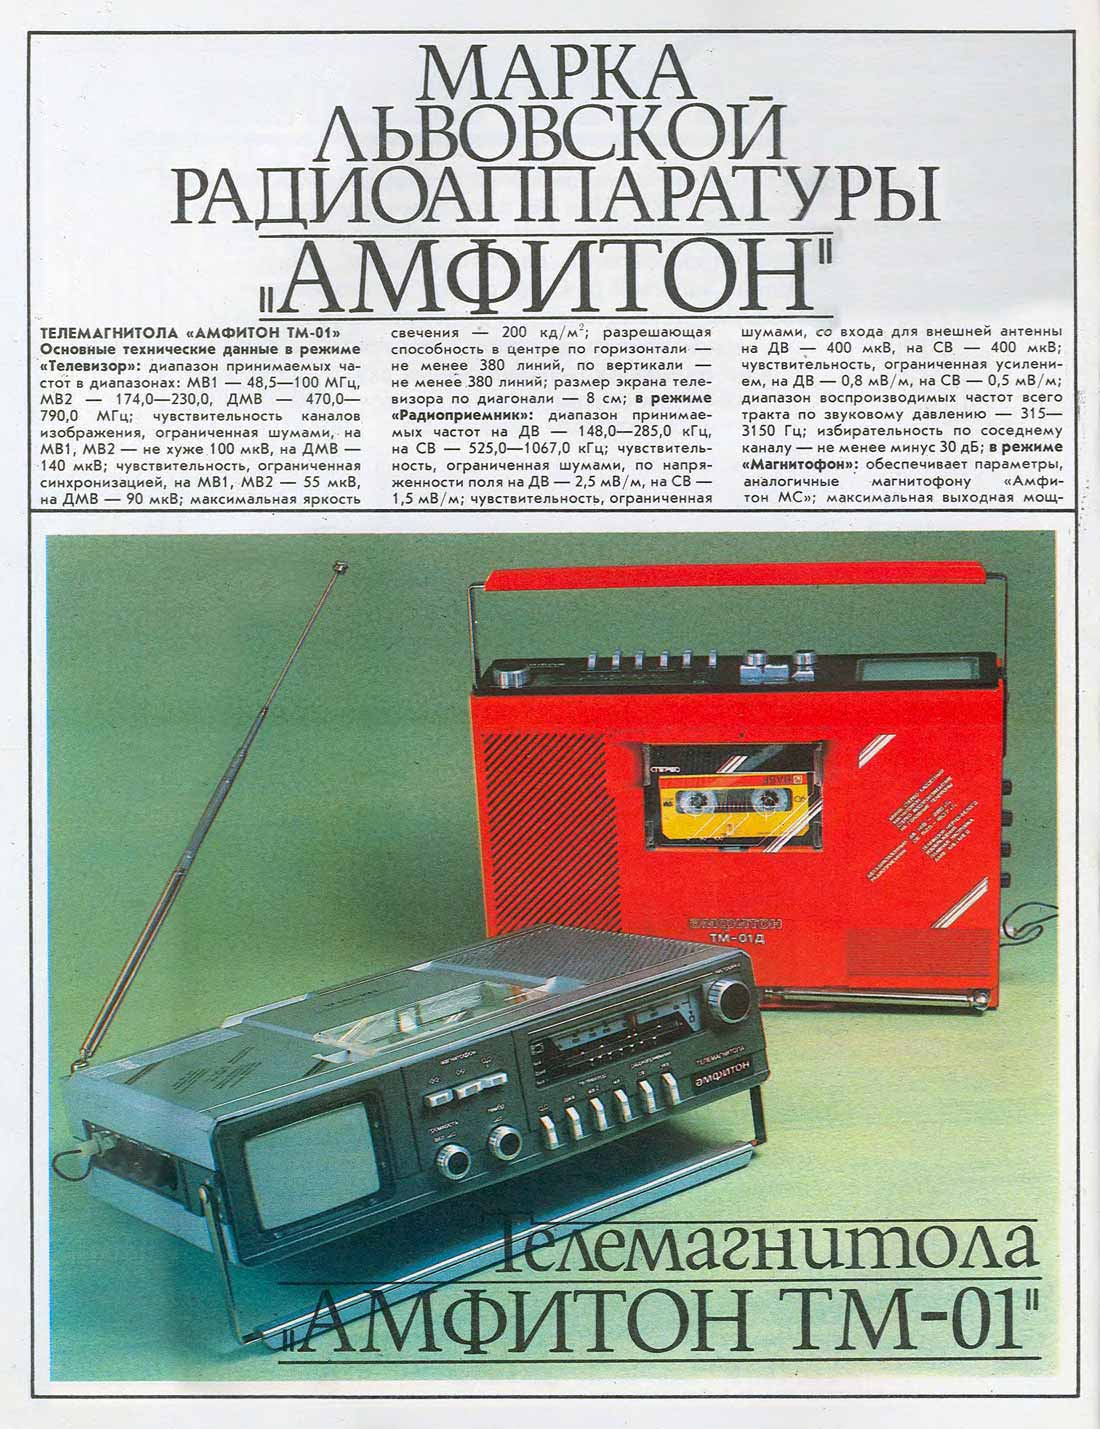 МАРКА
ЛЬВОВСКОЙ
РАДИОАППАРАТУРЫ
„АМФИТОН"
ТЕЛЕМАГНИТОЛА «АМФИТОН ТМ-01»
Основные технические данные в режиме
«Телевизор»: диапазон принимаемых ча-
стот в диапазонах: МВ1 — 48,5—100 МГц,
МВ2 — 174,0—230,0, ДМВ — 470,0—
790,0 МГц; чувствительность каналов
изображения, ограниченная шумами, на
МВ1, МВ2 — не хуже 100 мкВ, на ДМВ —
140 мкВ; чувствительность, ограниченная
синхронизацией, на МВ1, МВ2 — 55 мкВ,
на ДМВ — 90 мкВ; максимальная яркость
свечения — 200 кд/м²; разрешающая
способность в центре по горизонтали —
не менее 380 линий, по вертикали —
не менее 380 линий; размер экрана теле-
визора по диагонали — 8 см; в режиме
«Радиоприемник»: диапазон принимае-
мых частот на ДВ — 148,0—285,0 кГц,
на СВ — 525,0—1067,0 кГц; чувствитель-
ность, ограниченная шумами, по напря-
женности поля на ДВ — 2,5 мВ/м, на СВ —
1,5 мВ/м; чувствительность, ограниченная
шумами, со входа для внешней антенны
на ДВ — 400 мкВ, на СВ — 400 мкВ;
чувствительность, ограниченная усилени-
ем, на ДВ — 0,8 мВ/м, на СВ — 0,5 мВ/м;
диапазон воспроизводимых частот всего
тракта по звуковому давлению — 315—
3150 Гц; избирательность по соседнему
каналу — не менее минус 30 дБ; в режиме
«Магнитофон»: обеспечивает параметры,
аналогичные магнитофону «Амфи-
тон МС»; максимальная выходная мощ-
СТЕРЕО
амфитон
ТМ-01Д
магнитофон
громкость
тембр
телевизор
радиоприемник
ТЕЛЕМАГНИТОЛА
амфитон
Телемагнитола
„АМФИТОН ТМ-01"